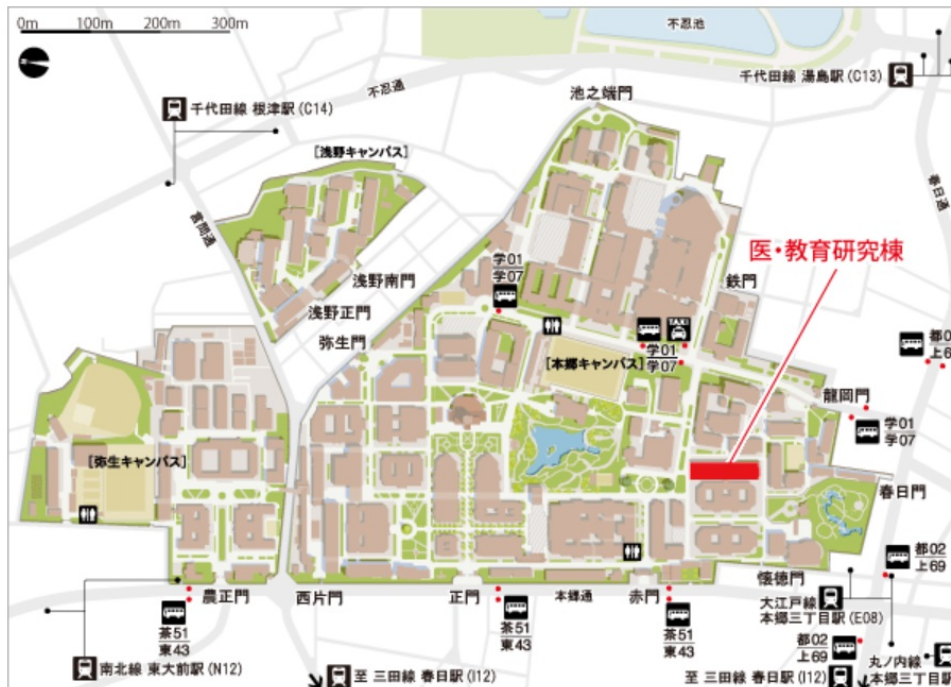 0m 100m 200m 300m
不忍池
千代田線 湯島駅(C13)
不忍通
池之端門
千代田線 根津駅(C14)
[浅野キャンパス]
春日通
言問通
医・教育研究棟
学01
学07
浅野南門
鉄門
浅野正門
弥生門
TAXI
学01
学07
[本郷キャンパス]
都0
上6
龍岡門
学01
学07
[弥生キャンパス]
春日門
都02
上69
懐徳門
農正門
西片門
正門
本郷通
赤門
大江戸線
本郷三丁目駅(E08)
茶51
東43
茶51
東43
茶51
東43
都02
上69
丸ノ内線
本郷三丁目
南北線 東大前駅(N12)
至 三田線 春日駅(I12)
至 三田線 春日駅(I12)